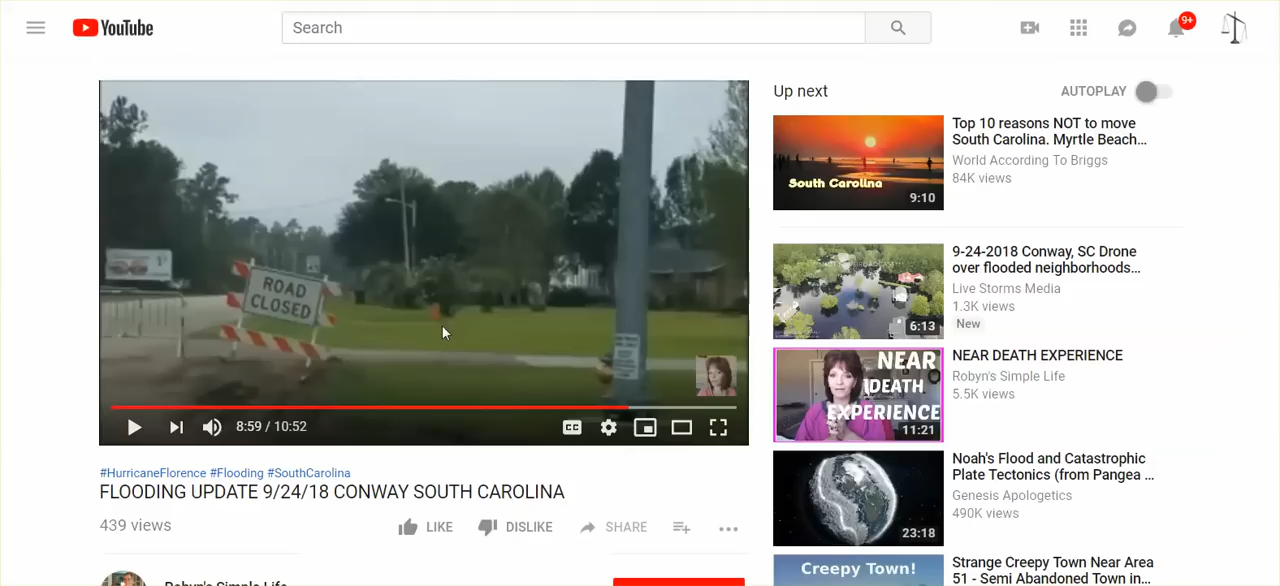 YouTube
Search
9+
ROAD
CLOSED
8:59 / 10:52
CC
#HurricaneFlorence #Flooding #SouthCarolina
FLOODING UPDATE 9/24/18 CONWAY SOUTH CAROLINA
439 views
LIKE
DISLIKE
SHARE
Robyn's Simple Life
Up next
AUTOPLAY
South Carolina
9:10
Top 10 reasons NOT to move
South Carolina. Myrtle Beach...
World According To Briggs
84K views
6:13
9-24-2018 Conway, SC Drone
over flooded neighborhoods...
Live Storms Media
1.3K views
New
NEAR
DEATH
EXPERIENCE
11:21
NEAR DEATH EXPERIENCE
Robyn's Simple Life
5.5K views
23:18
Noah's Flood and Catastrophic
Plate Tectonics (from Pangea ...
Genesis Apologetics
490K views
Creepy Town!
Strange Creepy Town Near Area
51 - Semi Abandoned Town in...